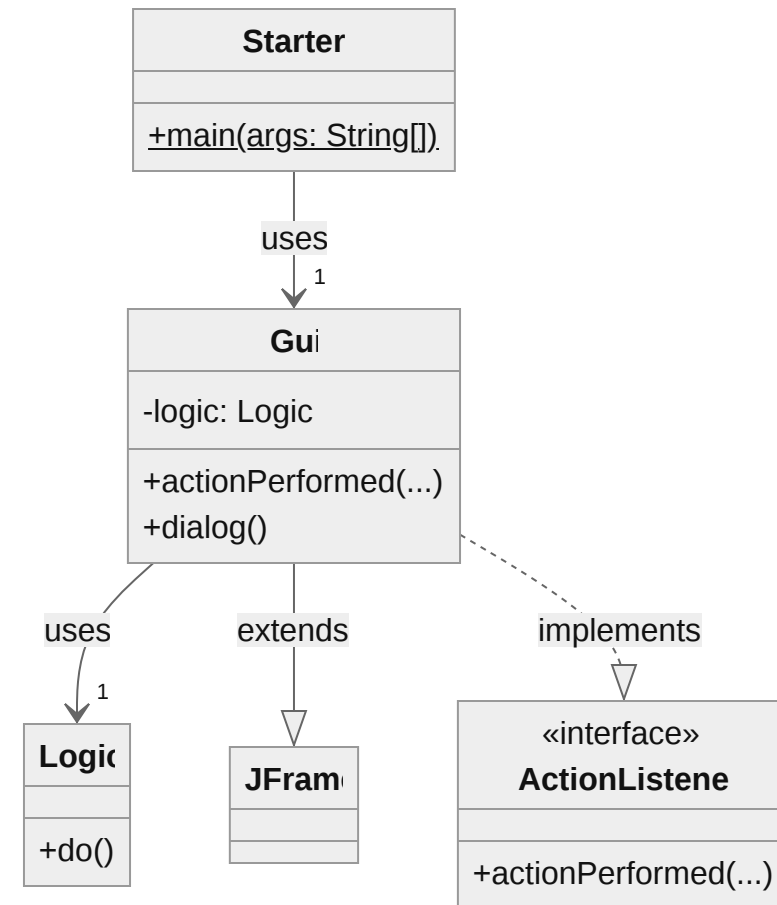 Starter
+main(args: String[])
uses
1
Gui
-logic: Logic
+actionPerformed(...)
+dialog()
uses
extends
implements
1
Logic
+do()
JFrame
«interface»
ActionListene
+actionPerformed(...)